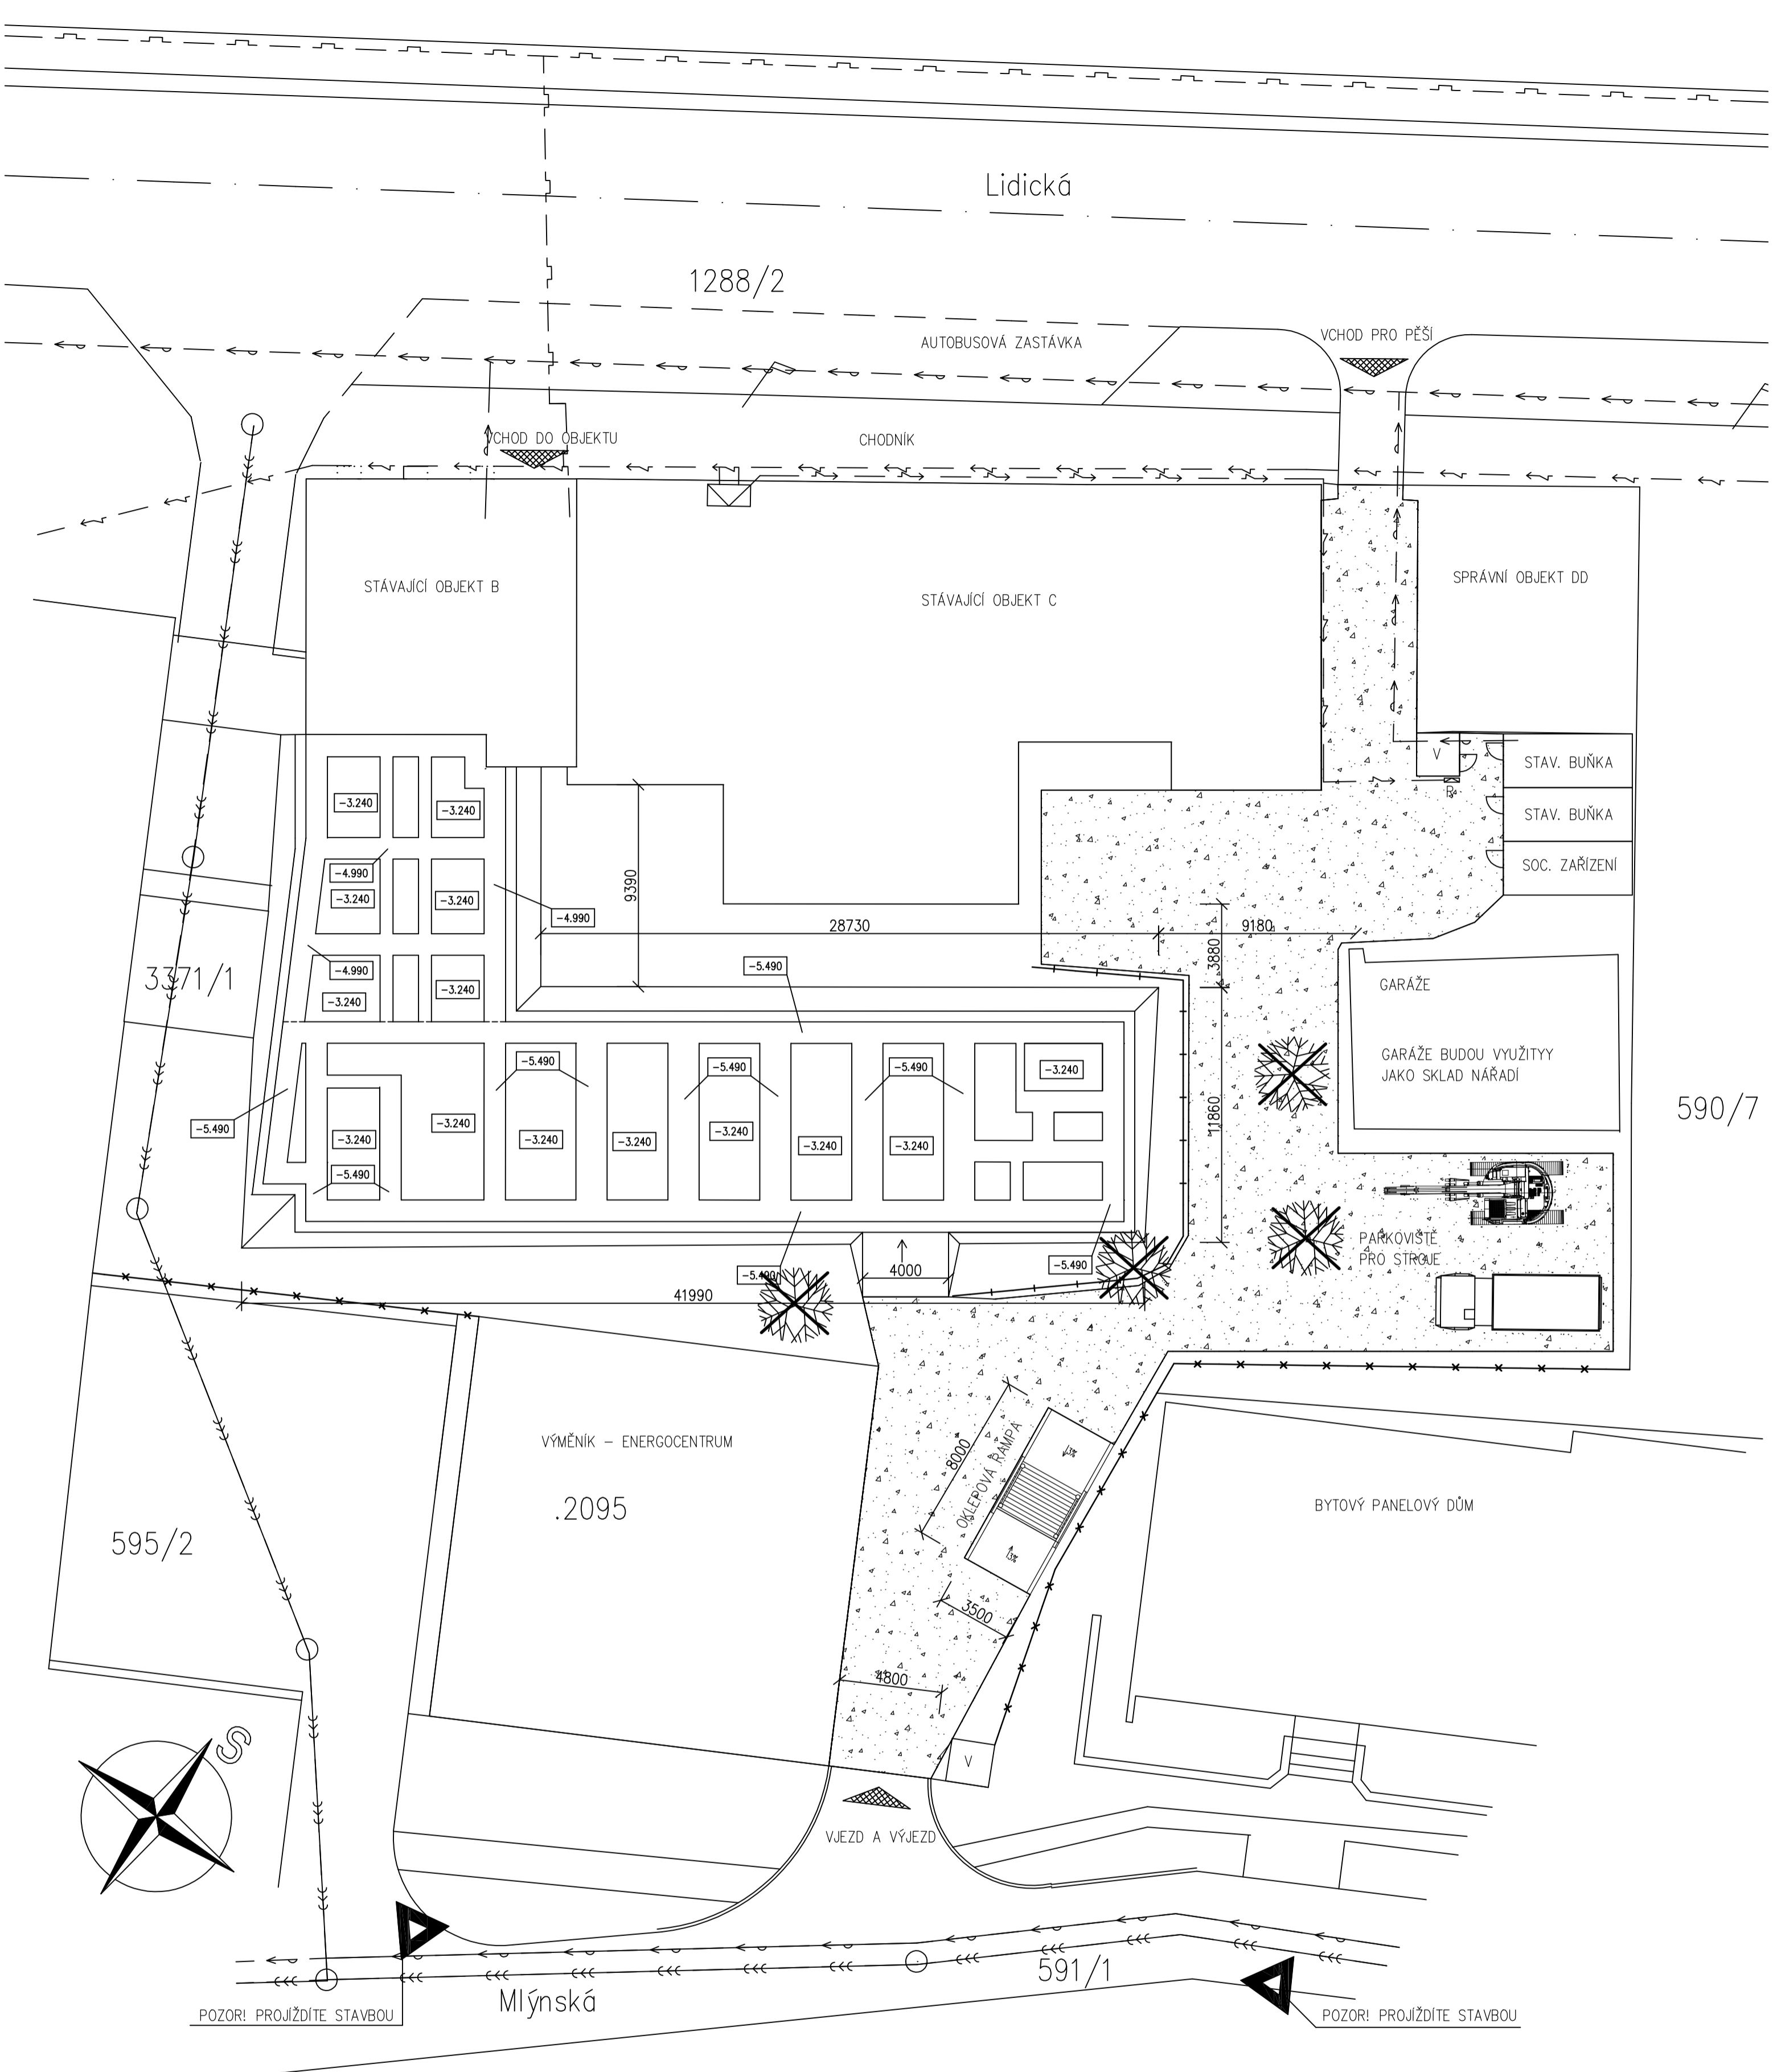 Lidická
1288/2
AUTOBUSOVÁ ZASTÁVKA
VCHOD PRO PĚŠÍ
VCHOD DO OBJEKTU
CHODNÍK
STÁVAJÍCÍ OBJEKT B
STÁVAJÍCÍ OBJEKT C
SPRÁVNÍ OBJEKT DD
V
STAV. BUŇKA
R
STAV. BUŇKA
SOC. ZAŘÍZENÍ
-3.240
-3.240
-4.990
-3.240
-3.240
-4.990
9390
28730
9180
3880
-4.990
-3.240
-3.240
-5.490
3371/1
GARÁŽE
GARÁŽE BUDOU VYUŽITYY
JAKO SKLAD NÁŘADÍ
590/7
-5.490
-5.490
-5.490
-3.240
-5.490
-3.240
-3.240
-3.240
-3.240
-3.240
-3.240
-3.240
-5.490
11860
PARKOVIŠTĚ
PRO STROJE
-5.490
4000
-5.490
41990
VÝMĚNÍK – ENERGOCENTRUM
.2095
595/2
8000
OKLEPOVÁ RAMPA
BYTOVÝ PANELOVÝ DŮM
3500
4800
S
V
VJEZD A VÝJEZD
591/1
Mlýnská
POZOR! PROJÍŽDÍTE STAVBOU
POZOR! PROJÍŽDÍTE STAVBOU